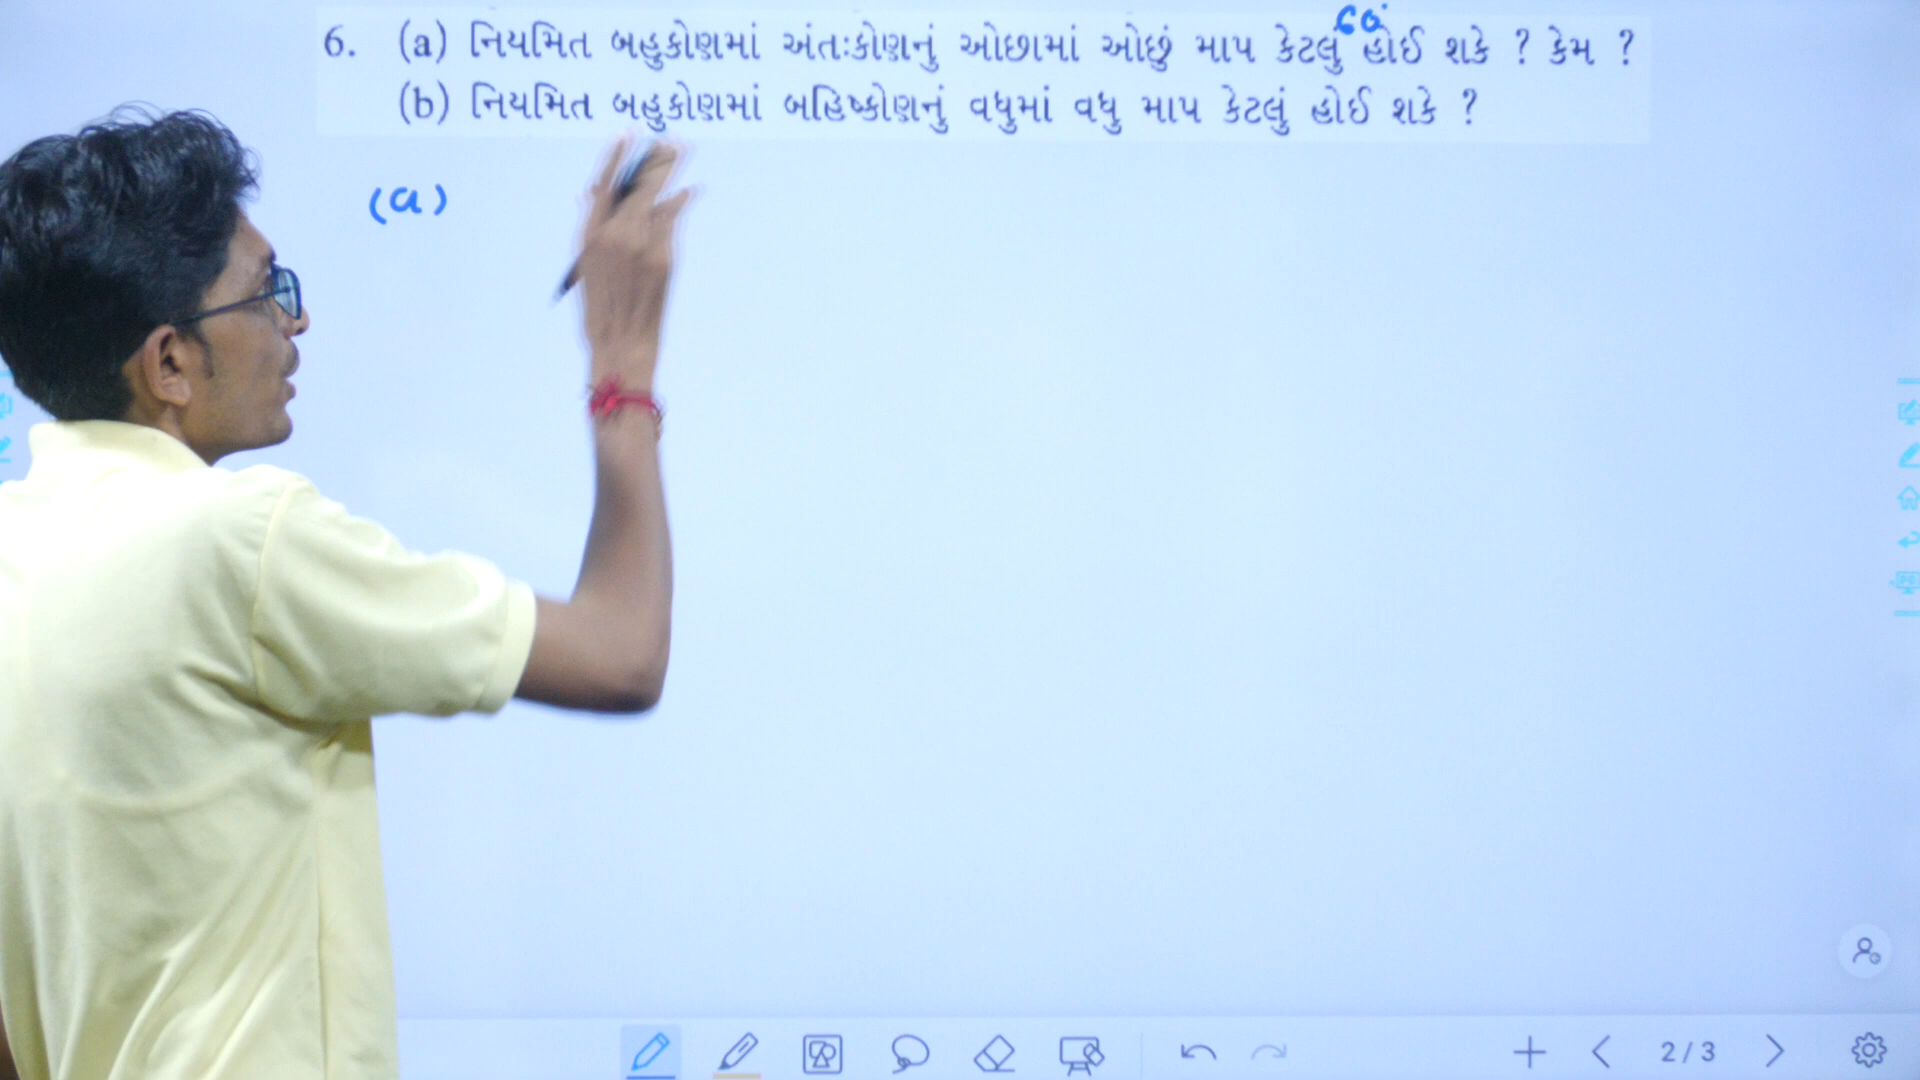 60°
6. (a) નિયમિત બહુકોણમાં અંતઃકોણનું ઓછામાં ઓછું માપ કેટલું હોઈ શકે ? કેમ ?
(b) નિયમિત બહુકોણમાં બહિષ્કોણનું વધુમાં વધુ માપ કેટલું હોઈ શકે ?
(a)
2/3